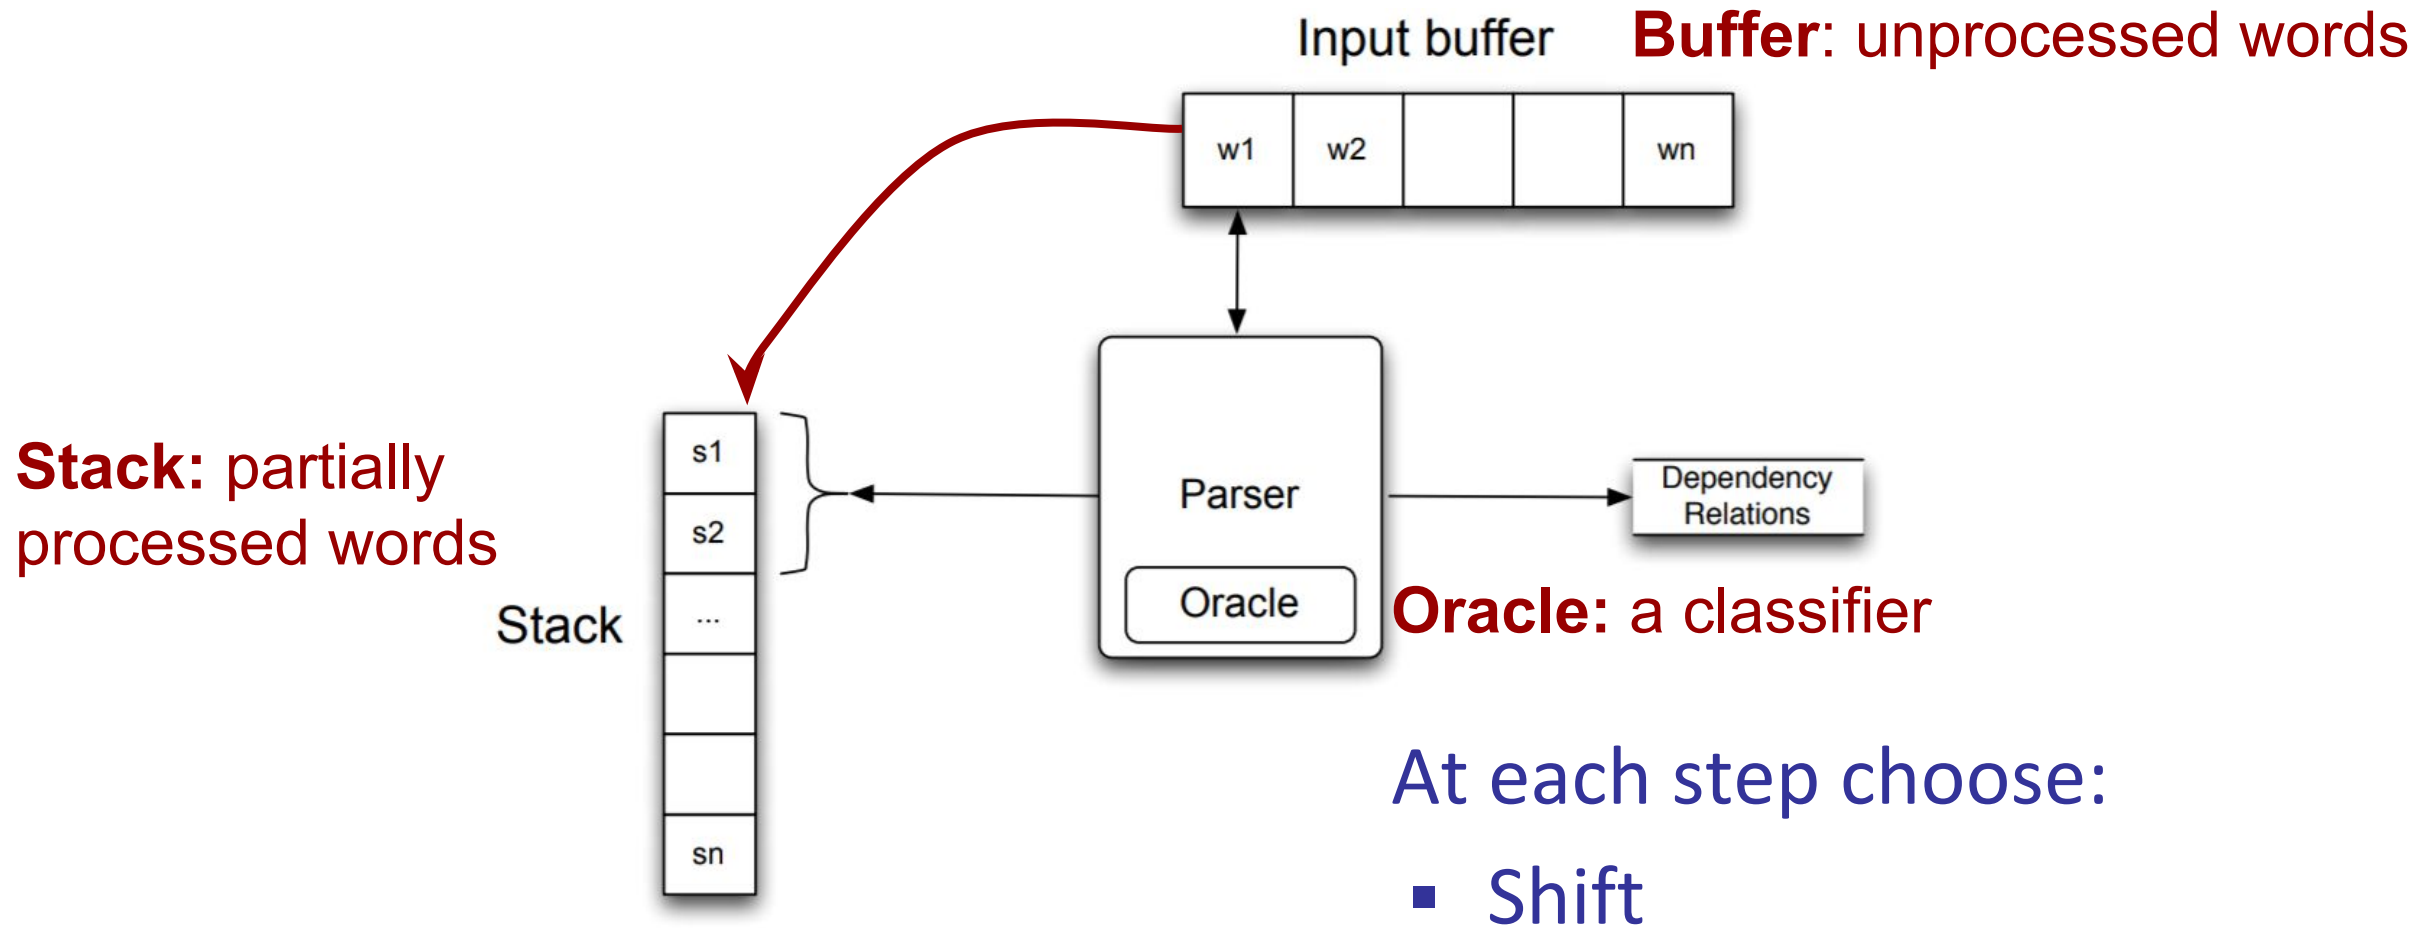 Input buffer
Buffer: unprocessed words
w1 w2 wn
Stack: partially
processed words
s1
s2
...
sn
Stack
Parser
Oracle
Dependency
Relations
Oracle: a classifier
At each step choose:
▪ Shift